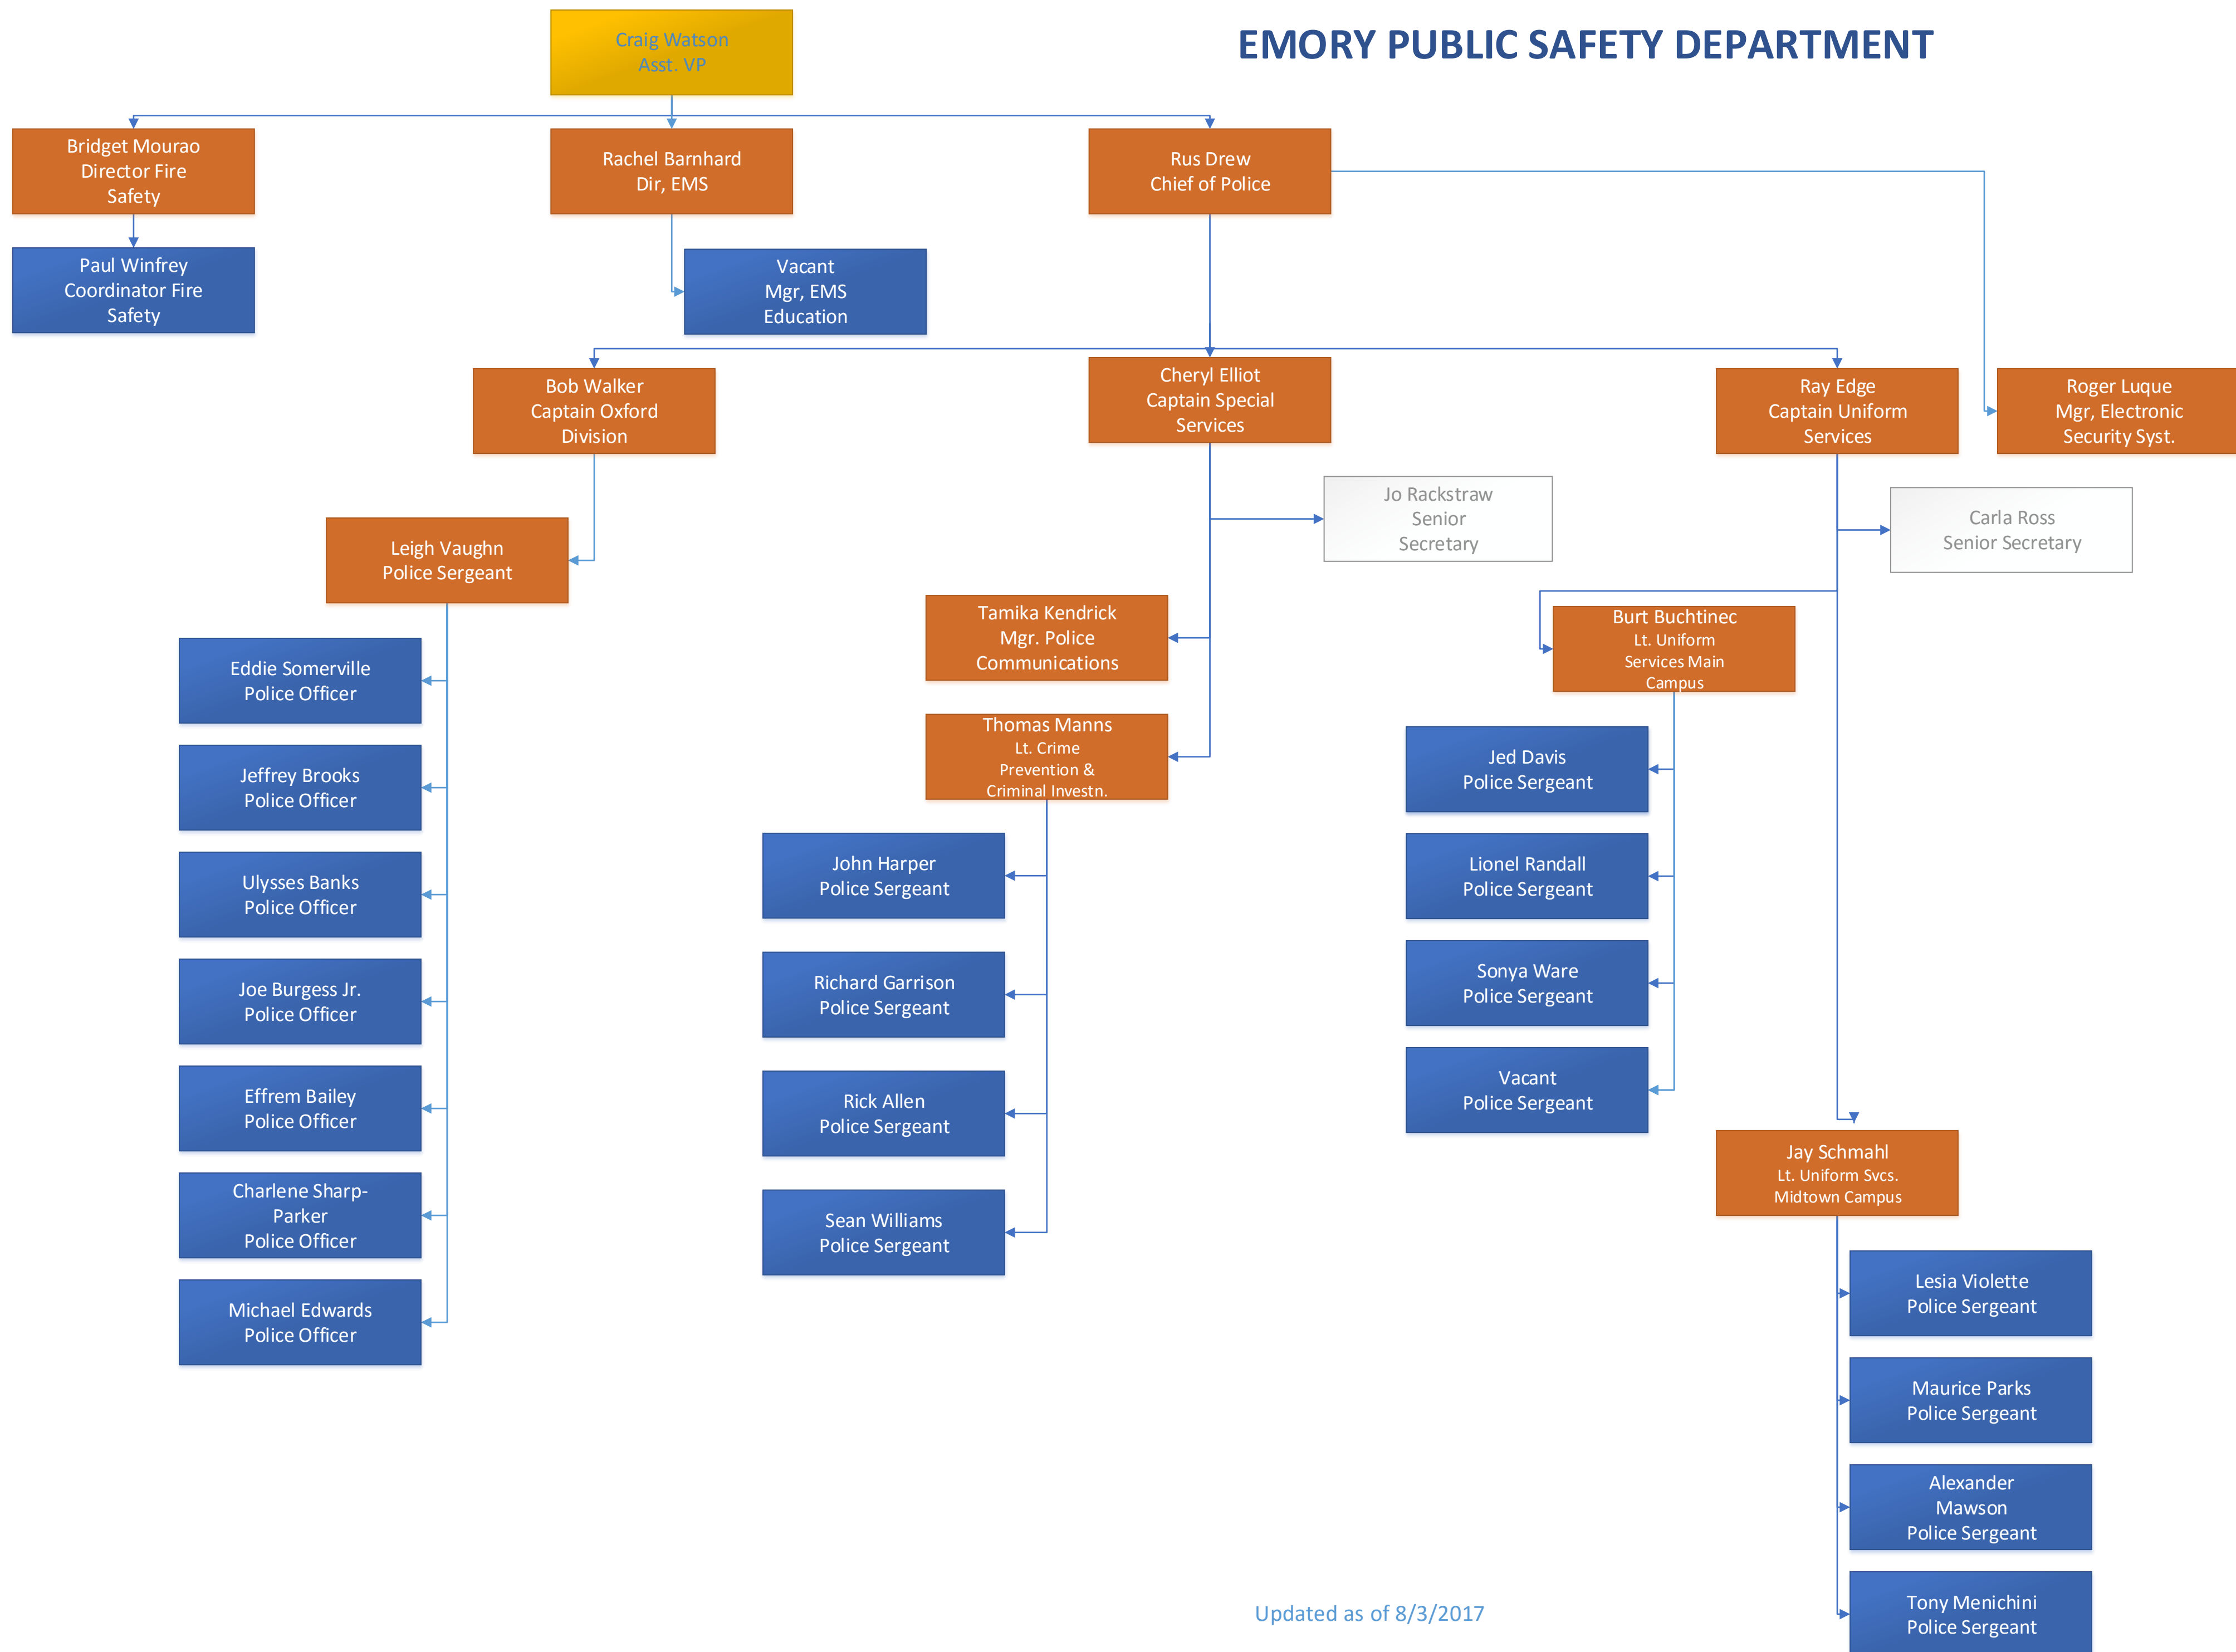 EMORY PUBLIC SAFETY DEPARTMENT
Craig Watson
Asst. VP
Bridget Mourao
Director Fire
Safety
Rachel Barnhard
Dir, EMS
Rus Drew
Chief of Police
Paul Winfrey
Coordinator Fire
Safety
Vacant
Mgr, EMS
Education
Bob Walker
Captain Oxford
Division
Cheryl Elliot
Captain Special
Services
Ray Edge
Captain Uniform
Services
Roger Luque
Mgr, Electronic
Security Syst.
Jo Rackstraw
Senior
Secretary
Carla Ross
Senior Secretary
Leigh Vaughn
Police Sergeant
Eddie Somerville
Police Officer
Jeffrey Brooks
Police Officer
Ulysses Banks
Police Officer
Joe Burgess Jr.
Police Officer
Effrem Bailey
Police Officer
Charlene Sharp-
Parker
Police Officer
Michael Edwards
Police Officer
Tamika Kendrick
Mgr. Police
Communications
Thomas Manns
Lt. Crime
Prevention &
Criminal Investn.
John Harper
Police Sergeant
Richard Garrison
Police Sergeant
Rick Allen
Police Sergeant
Sean Williams
Police Sergeant
Burt Buchtinec
Lt. Uniform
Services Main
Campus
Jed Davis
Police Sergeant
Lionel Randall
Police Sergeant
Sonya Ware
Police Sergeant
Vacant
Police Sergeant
Jay Schmahl
Lt. Uniform Svcs.
Midtown Campus
Lesia Violette
Police Sergeant
Maurice Parks
Police Sergeant
Alexander
Mawson
Police Sergeant
Tony Menichini
Police Sergeant
Updated as of 8/3/2017